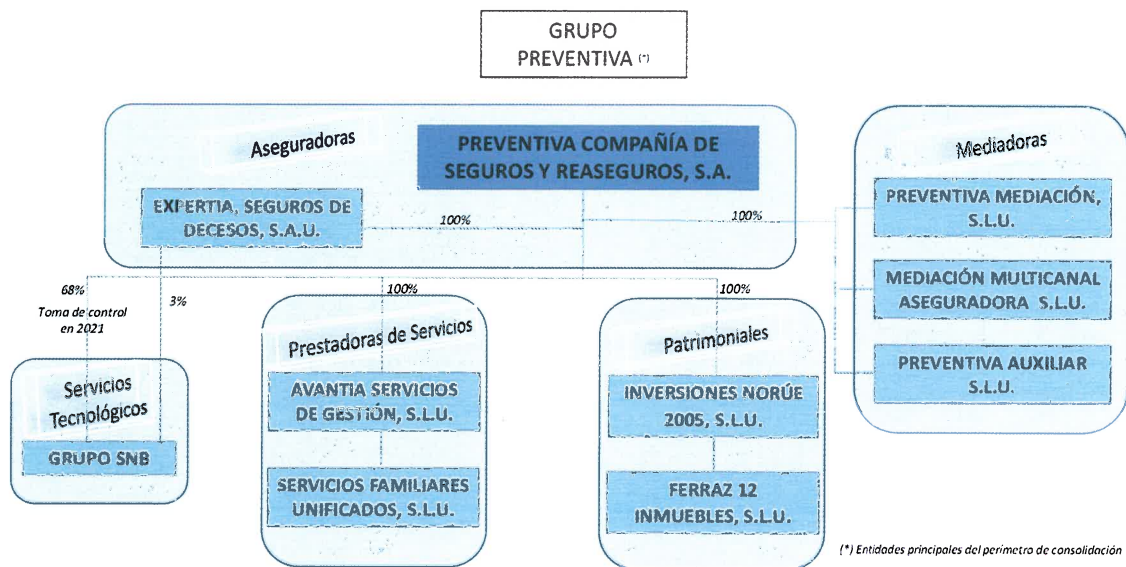 GRUPO
PREVENTIVA (*)
Aseguradoras
PREVENTIVA COMPAÑÍA DE
SEGUROS Y REASEGUROS, S.A.
EXPERTIA, SEGUROS DE
DECESOS, S.A.U.
100%
100%
Mediadoras
PREVENTIVA MEDIACIÓN,
S.L.U.
MEDIACIÓN MULTICANAL
ASEGURADORA S.L.U.
PREVENTIVA AUXILIAR
S.L.U.
68%
Toma de control
en 2021
3%
100%
100%
Servicios
Tecnológicos
GRUPO SNB
Prestadoras de Servicios
AVANTIA SERVICIOS
DE GESTIÓN, S.L.U.
SERVICIOS FAMILIARES
UNIFICADOS, S.L.U.
Patrimoniales
INVERSIONES NORÚE
2005, S.L.U.
FERRAZ 12
INMUEBLES, S.L.U.
(*) Entidades principales del perímetro de consolidación